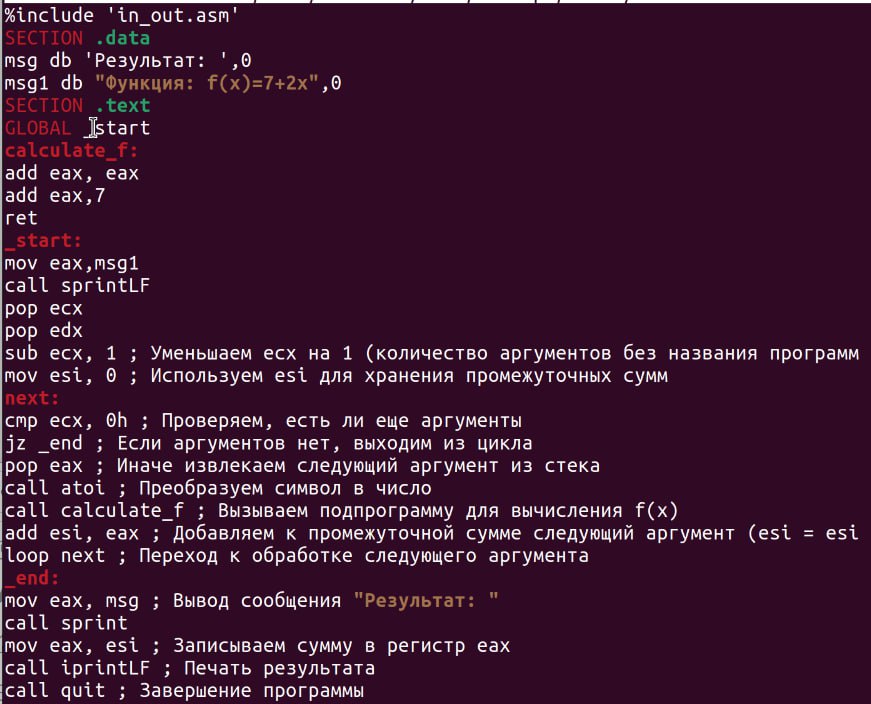 %include 'in_out.asm'
SECTION .data
msg db 'Результат: ',0
msg1 db "Функция: f(x)=7+2x",0
SECTION .text
GLOBAL _start
calculate_f:
add eax, eax
add eax,7
ret
_start:
mov eax,msg1
call sprintLF
pop ecx
pop edx
sub ecx, 1 ; Уменьшаем ecx на 1 (количество аргументов без названия программ
mov esi, 0 ; Используем esi для хранения промежуточных сумм
next:
cmp ecx, 0h ; Проверяем, есть ли еще аргументы
jz _end ; Если аргументов нет, выходим из цикла
pop eax ; Иначе извлекаем следующий аргумент из стека
call atoi ; Преобразуем символ в число
call calculate_f ; Вызываем подпрограмму для вычисления f(x)
add esi, eax ; Добавляем к промежуточной сумме следующий аргумент (esi = esi
loop next ; Переход к обработке следующего аргумента
_end:
mov eax, msg ; Вывод сообщения "Результат: "
call sprint
mov eax, esi ; Записываем сумму в регистр eax
call iprintLF ; Печать результата
call quit ; Завершение программы